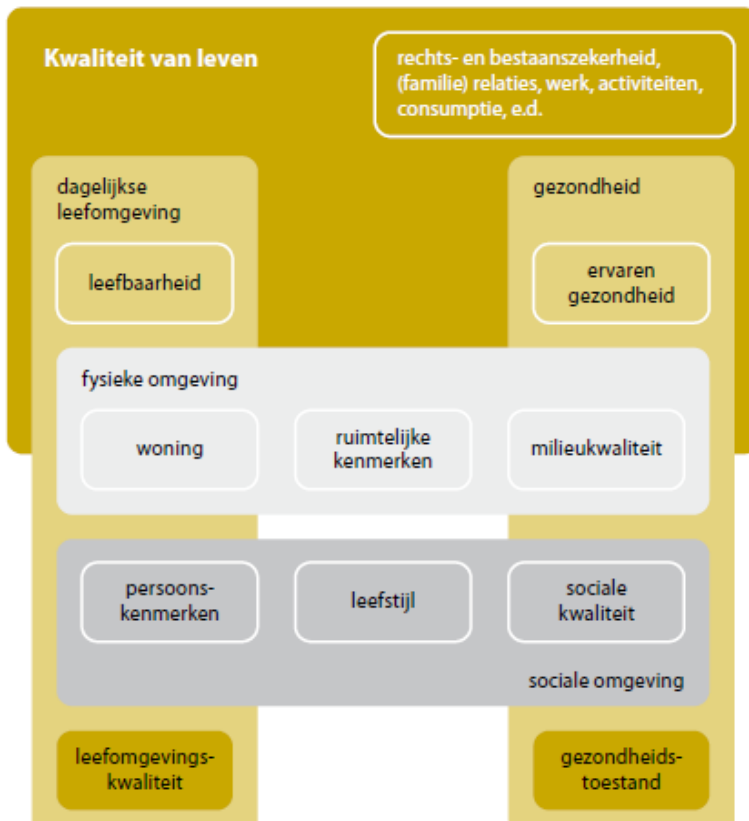 Kwaliteit van leven
rechts- en bestaanszekerheid,
(familie) relaties, werk, activiteiten,
consumptie, e.d.
dagelijkse
leefomgeving
gezondheid
leefbaarheid
ervaren
gezondheid
fysieke omgeving
woning
ruimtelijke
kenmerken
milieukwaliteit
persoons-
kenmerken
leefstijl
sociale
kwaliteit
sociale omgeving
leefomgevings-
kwaliteit
gezondheids-
toestand